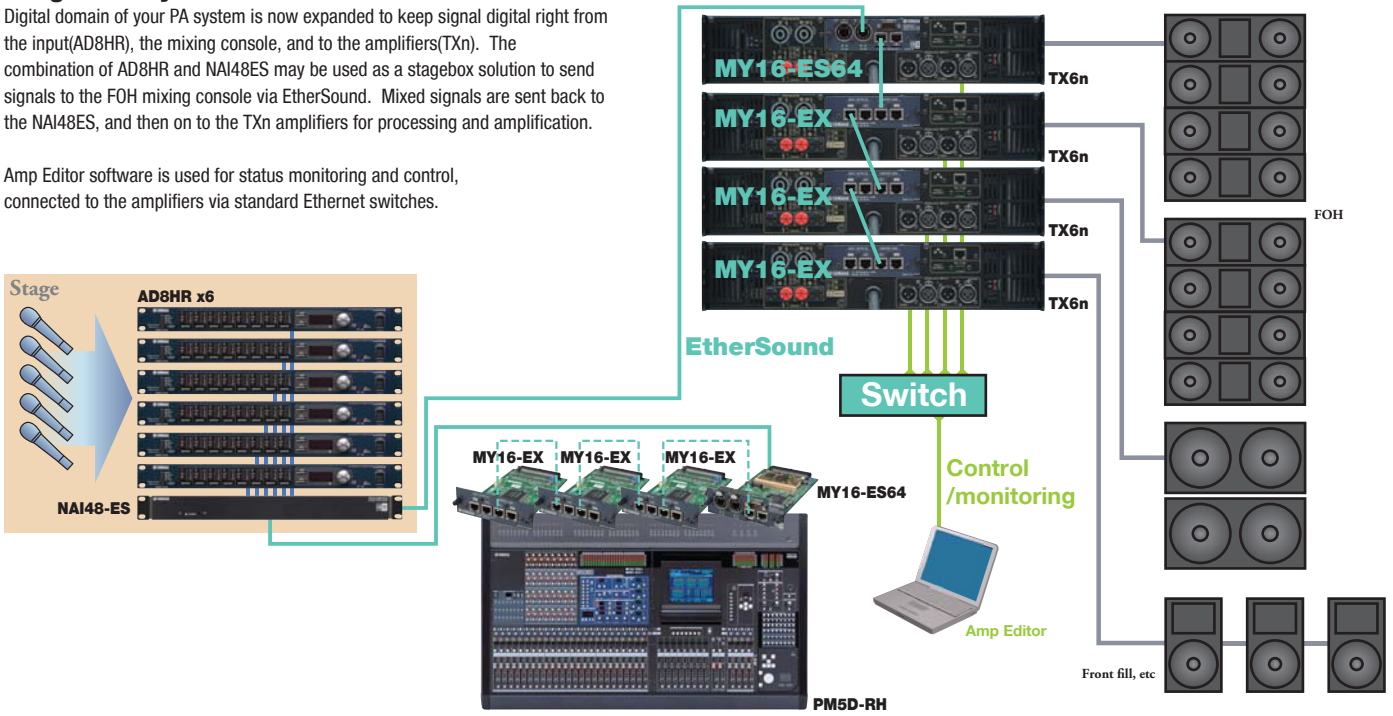 Digital domain of your PA system is now expanded to keep signal digital right from
the input(AD8HR), the mixing console, and to the amplifiers(TXn). The
combination of AD8HR and NAI48ES may be used as a stagebox solution to send
signals to the FOH mixing console via EtherSound. Mixed signals are sent back to
the NAI48ES, and then on to the TXn amplifiers for processing and amplification.
Amp Editor software is used for status monitoring and control,
connected to the amplifiers via standard Ethernet switches.
MY16-ES64
TX6n
MY16-EX
TX6n
MY16-EX
TX6n
MY16-EX
TX6n
FOH
Stage
AD8HR x6
NAI48-ES
EtherSound
Switch
MY16-EX
MY16-EX
MY16-EX
MY16-ES64
Control
/monitoring
Amp Editor
PM5D-RH
Front fill, etc